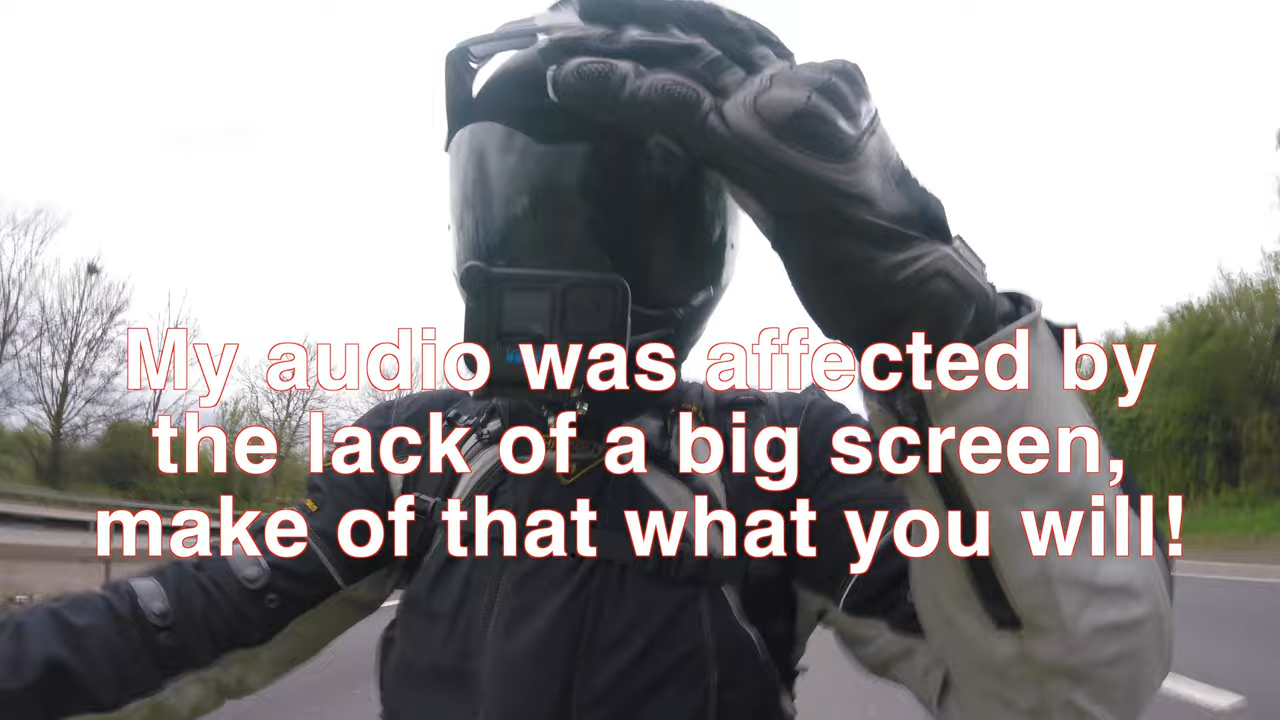 My audio was affected by
the lack of a big screen,
make of that what you will!